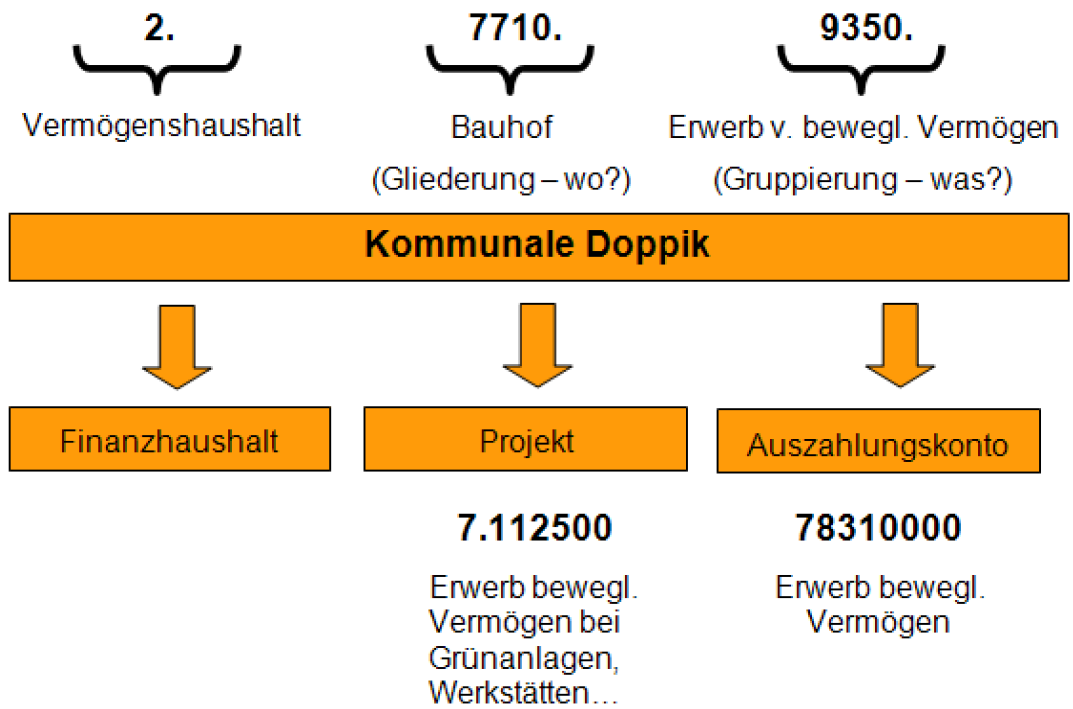 2.
7710.
9350.
Vermögenshaushalt
Bauhof
Erwerb v. bewegl. Vermögen
(Gliederung – wo?)
(Gruppierung – was?)
Kommunale Doppik
Finanzhaushalt
Projekt
Auszahlungskonto
7.112500
78310000
Erwerb bewegl.
Vermögen bei
Grünanlagen,
Werkstätten…
Erwerb bewegl.
Vermögen